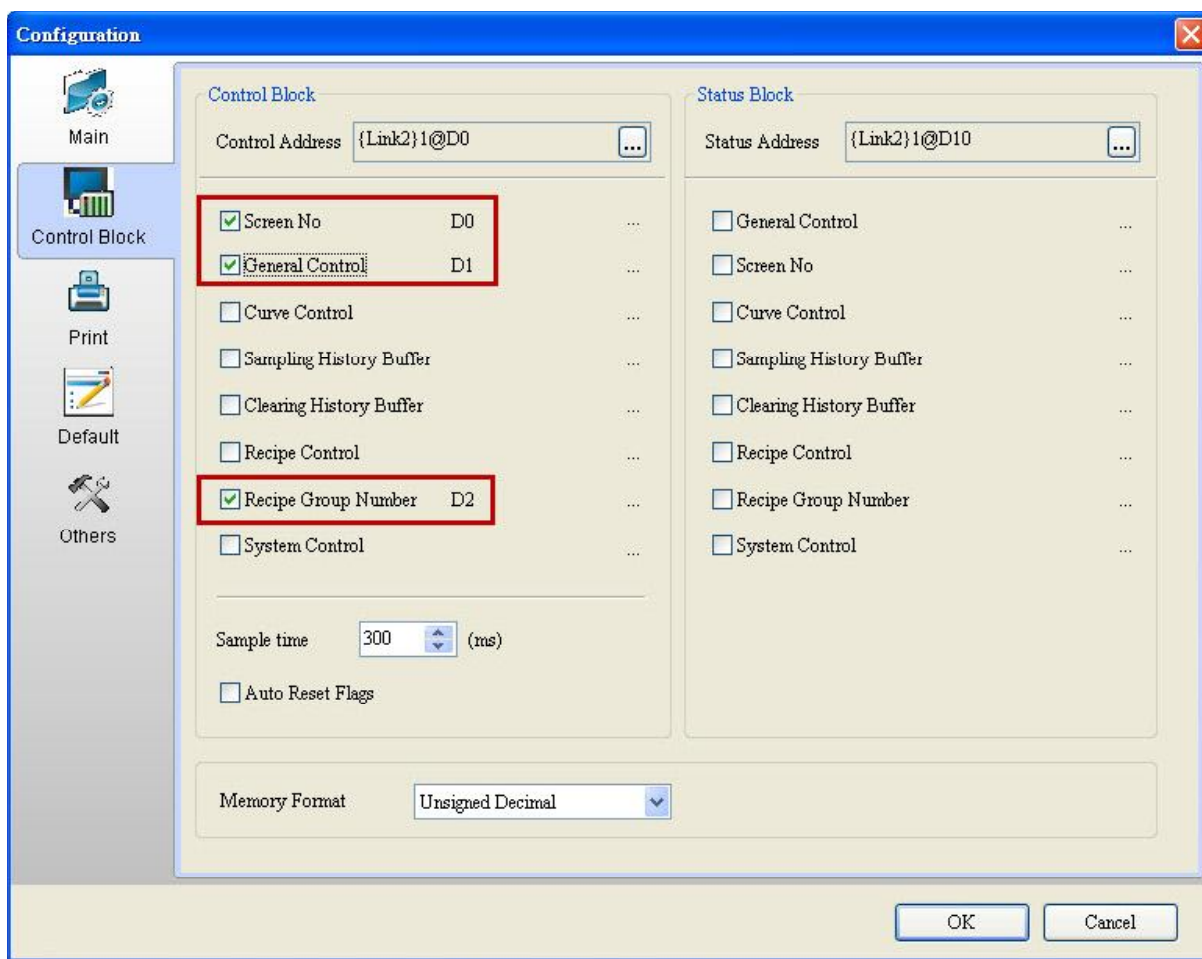 Configuration
Main
Control Block
Print
Default
Others
Control Block
Control Address {Link2}1@D0 ...
Screen No D0 ...
General Control D1 ...
Curve Control ...
Sampling History Buffer ...
Clearing History Buffer ...
Recipe Control ...
Recipe Group Number D2 ...
System Control ...
Sample time 300 (ms)
Auto Reset Flags
Status Block
Status Address {Link2}1@D10 ...
General Control ...
Screen No ...
Curve Control ...
Sampling History Buffer ...
Clearing History Buffer ...
Recipe Control ...
Recipe Group Number ...
System Control ...
Memory Format Unsigned Decimal
OK Cancel